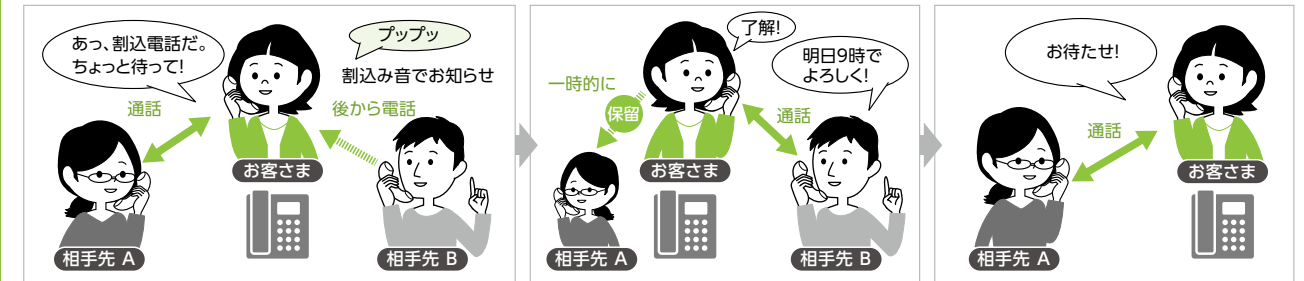 あっ、割込電話だ。
ちょっと待って!
プップッ
割込み音でお知らせ
通話
後から電話
お客さま
相手先 A
相手先 B
了解!
明日9時で
よろしく!
一時的に
保留
通話
お客さま
相手先 A
相手先 B
お待たせ!
通話
お客さま
相手先 A